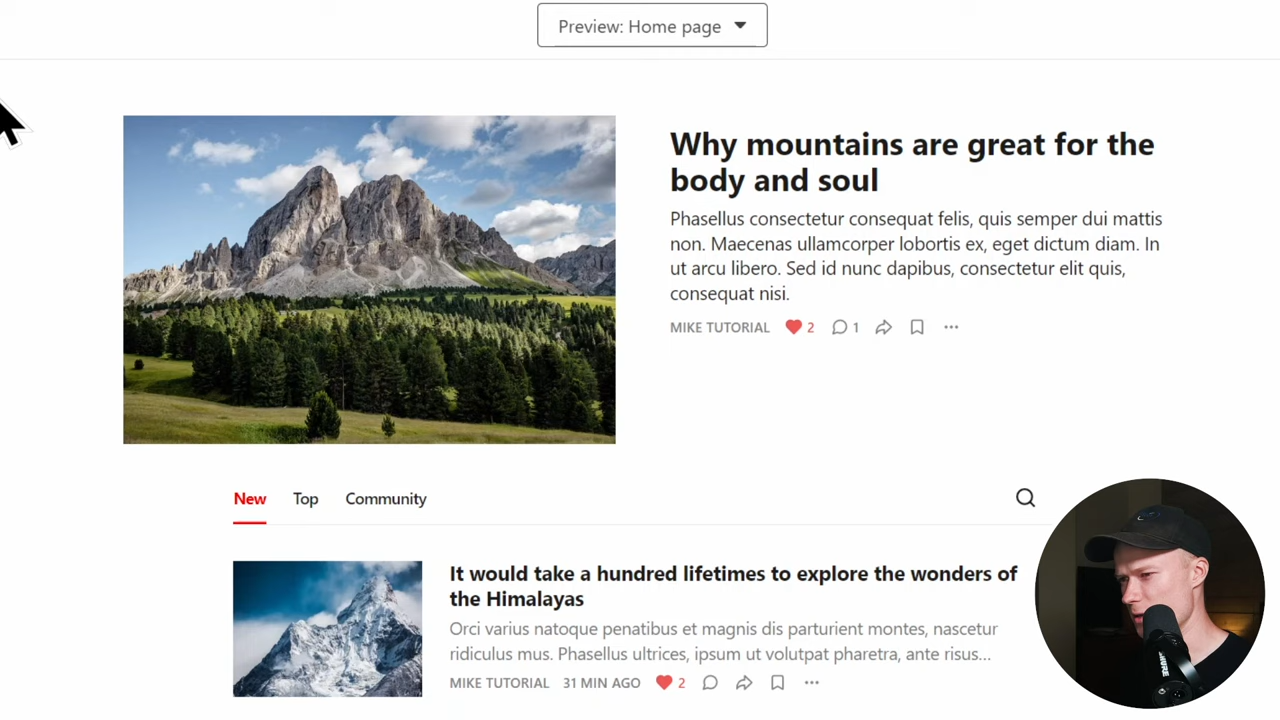 Preview: Home page
Why mountains are great for the
body and soul
Phasellus consectetur consequat felis, quis semper dui mattis
non. Maecenas ullamcorper lobortis ex, eget dictum diam. In
ut arcu libero. Sed id nunc dapibus, consectetur elit quis,
consequat nisi.
MIKE TUTORIAL 2 1
New Top Community
It would take a hundred lifetimes to explore the wonders of
the Himalayas
Orci varius natoque penatibus et magnis dis parturient montes, nascetur
ridiculus mus. Phasellus ultrices, ipsum ut volutpat pharetra, ante risus...
MIKE TUTORIAL 31 MIN AGO 2